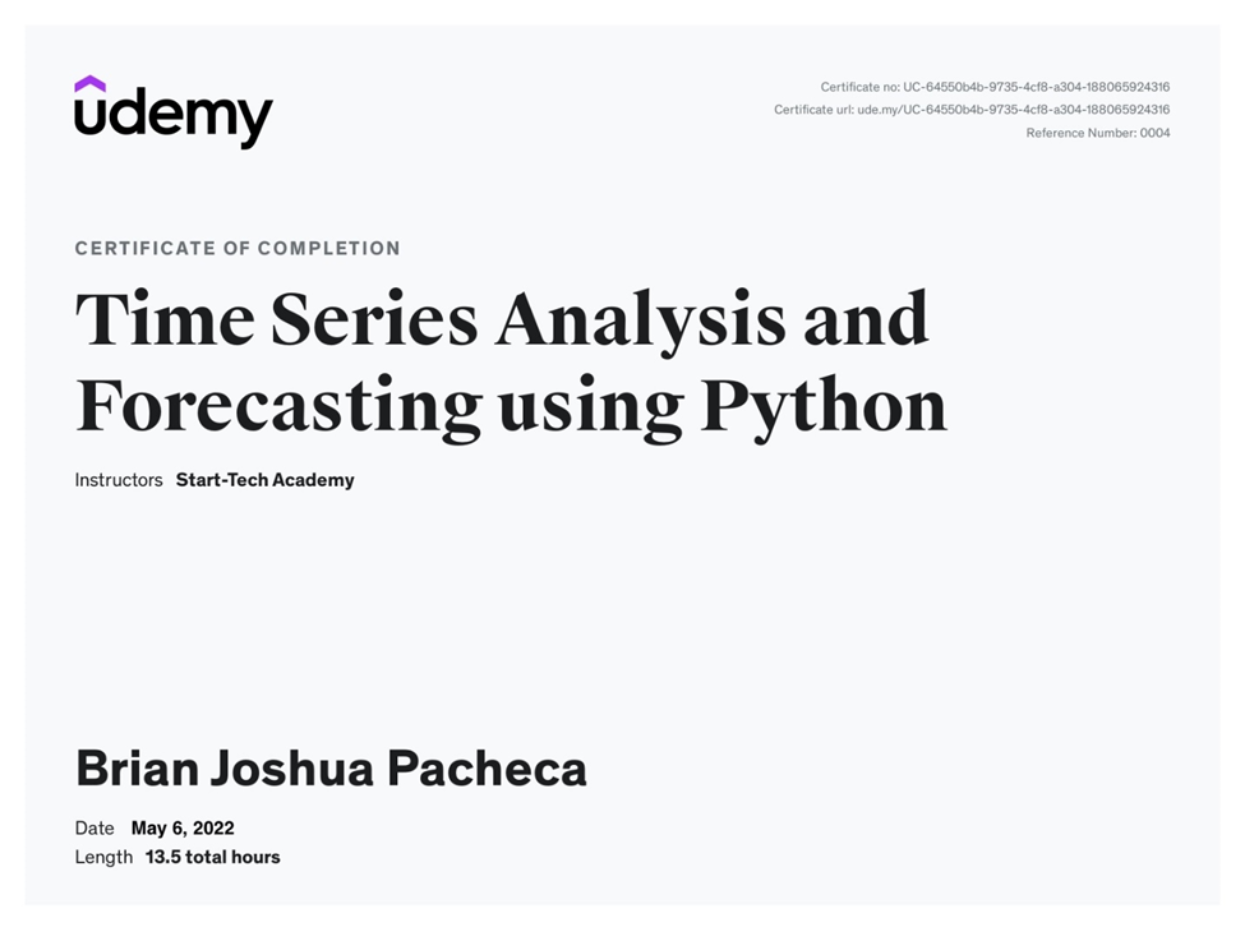 udemy
Certificate no: UC-64550b4b-9735-4cf8-a304-188065924316
Certificate url: ude.my/UC-64550b4b-9735-4cf8-a304-188065924316
Reference Number: 0004
CERTIFICATE OF COMPLETION
Time Series Analysis and
Forecasting using Python
Instructors Start-Tech Academy
Brian Joshua Pacheca
Date May 6, 2022
Length 13.5 total hours